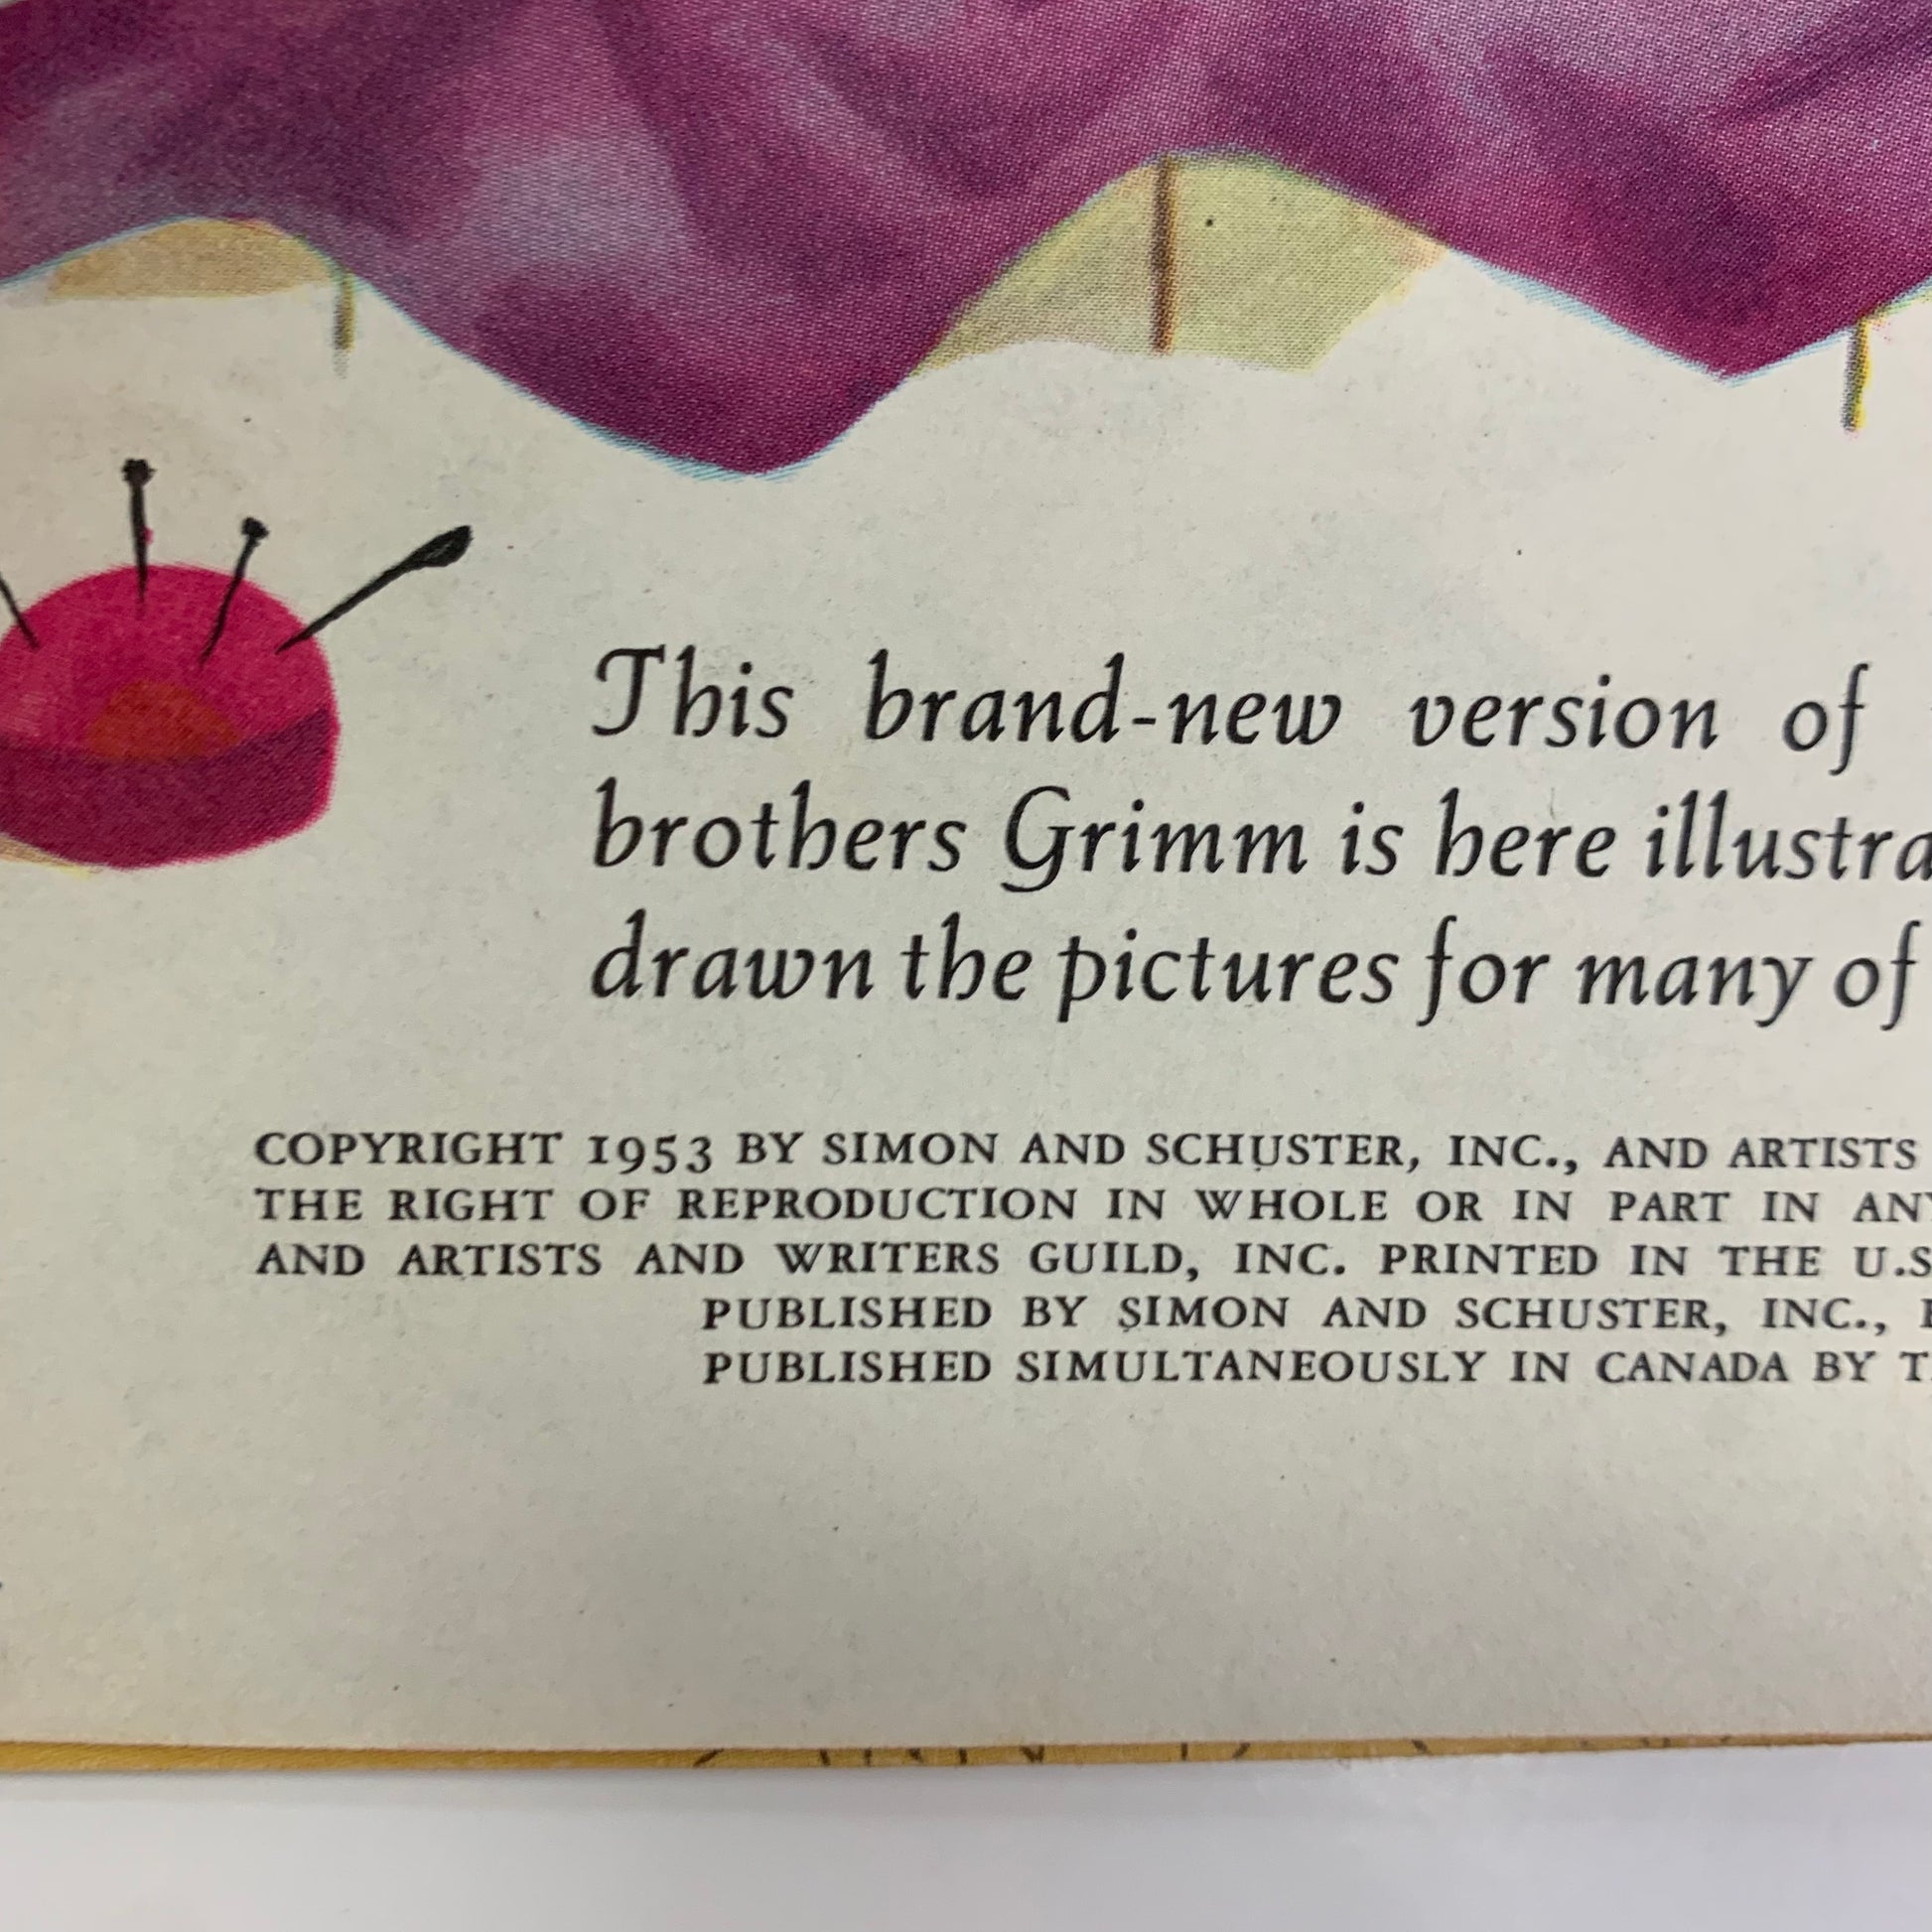 This brand-new version of
brothers Grimm is here illustra
drawn the pictures for many of
COPYRIGHT 1953 BY SIMON AND SCHUSTER, INC., AND ARTISTS
THE RIGHT OF REPRODUCTION IN WHOLE OR IN PART IN ANY
AND ARTISTS AND WRITERS GUILD, INC. PRINTED IN THE U.S
PUBLISHED BY SIMON AND SCHUSTER, INC.,
PUBLISHED SIMULTANEOUSLY IN CANADA BY T